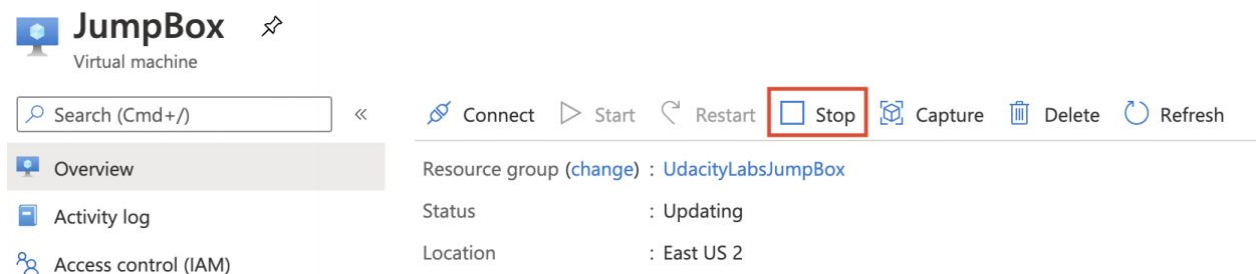 JumpBox
Virtual machine
Search (Cmd+/)
«
Connect Start Restart Stop Capture Delete Refresh
Overview
Activity log
Access control (IAM)
Resource group (change) : UdacityLabsJumpBox
Status : Updating
Location : East US 2